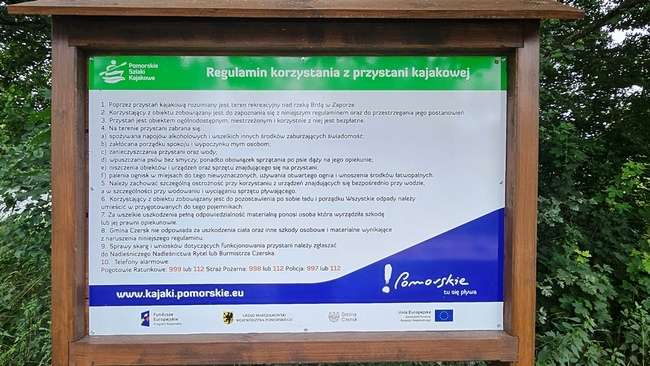 Pomorskie
Szlaki
Kajakowe
Regulamin korzystania z przystani kajakowej
1. Poprzez przystań kajakową rozumiany jest teren rekreacyjny nad rzeką Brdą w Zaporze.
2. Korzystający z obiektu zobowiązany jest do zapoznania się z niniejszym regulaminem oraz do przestrzegania jego postanowień.
3. Przystań jest obiektem ogólnodostępnym, niestrzeżonym i korzystanie z niej jest bezpłatne.
4. Na terenie przystani zabrania się:
a) spożywania napojów alkoholowych i wszelkich innych środków zaburzających świadomość,
b) zakłócania porządku spokoju i wypoczynku innym osobom;
c) zanieczyszczania przystani oraz wody;
d) wpuszczania psów bez smyczy, ponadto obowiązek sprzątania po psie dąży na jego opiekunie;
e) niszczenia obiektów i urządzeń oraz sprzętu znajdującego się na przystani;
f) palenia ognisk w miejscach do tego niewyznaczonych, używania otwartego ognia i wnoszenia środków łatwopalnych.
5. Należy zachować szczególną ostrożność przy korzystaniu z urządzeń znajdujących się bezpośrednio przy wodzie,
a w szczególności przy wodowaniu i wyciąganiu sprzętu pływającego.
6. Korzystający z obiektu zobowiązany jest do pozostawienia po sobie ładu i porządku. Wszystkie odpady należy
umieścić w przygotowanych do tego pojemnikach.
7. Za wszelkie uszkodzenia pełną odpowiedzialność materialną ponosi osoba która wyrządziła szkodę
lub jej prawni opiekunowie.
8. Gmina Czersk nie odpowiada za uszkodzenia ciała oraz inne szkody osobowe i materialne wynikające
z naruszenia niniejszego regulaminu.
9. Sprawy skarg i wniosków dotyczących funkcjonowania przystani należy zgłaszać
do Nadleśniczego Nadleśnictwa Rytel lub Burmistrza Czerska.
10. Telefony alarmowe:
Pogotowie Ratunkowe: 999 lub 112 Straż Pożarna: 998 lub 112 Policja: 997 lub 112
www.kajaki.pomorskie.eu
Pomorskie
tu się pływa
Fundusze
Europejskie
Program Regionalny
URZĄD MARSZAŁKOWSKI
WOJEWÓDZTWA POMORSKIEGO
Gmina
Czersk
Unia Europejska